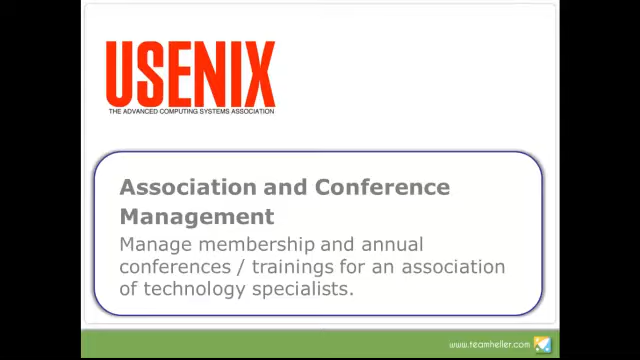 USENIX
THE ADVANCED COMPUTING SYSTEMS ASSOCIATION
Association and Conference
Management
Manage membership and annual
conferences / trainings for an association
of technology specialists.
www.teamheller.com